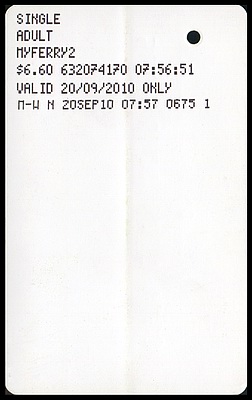 SINGLE
ADULT
MYFERRY2
$6.60 632074170 07:56:51
VALID 20/09/2010 ONLY
M-W N 20SEP10 07:57 0675 1